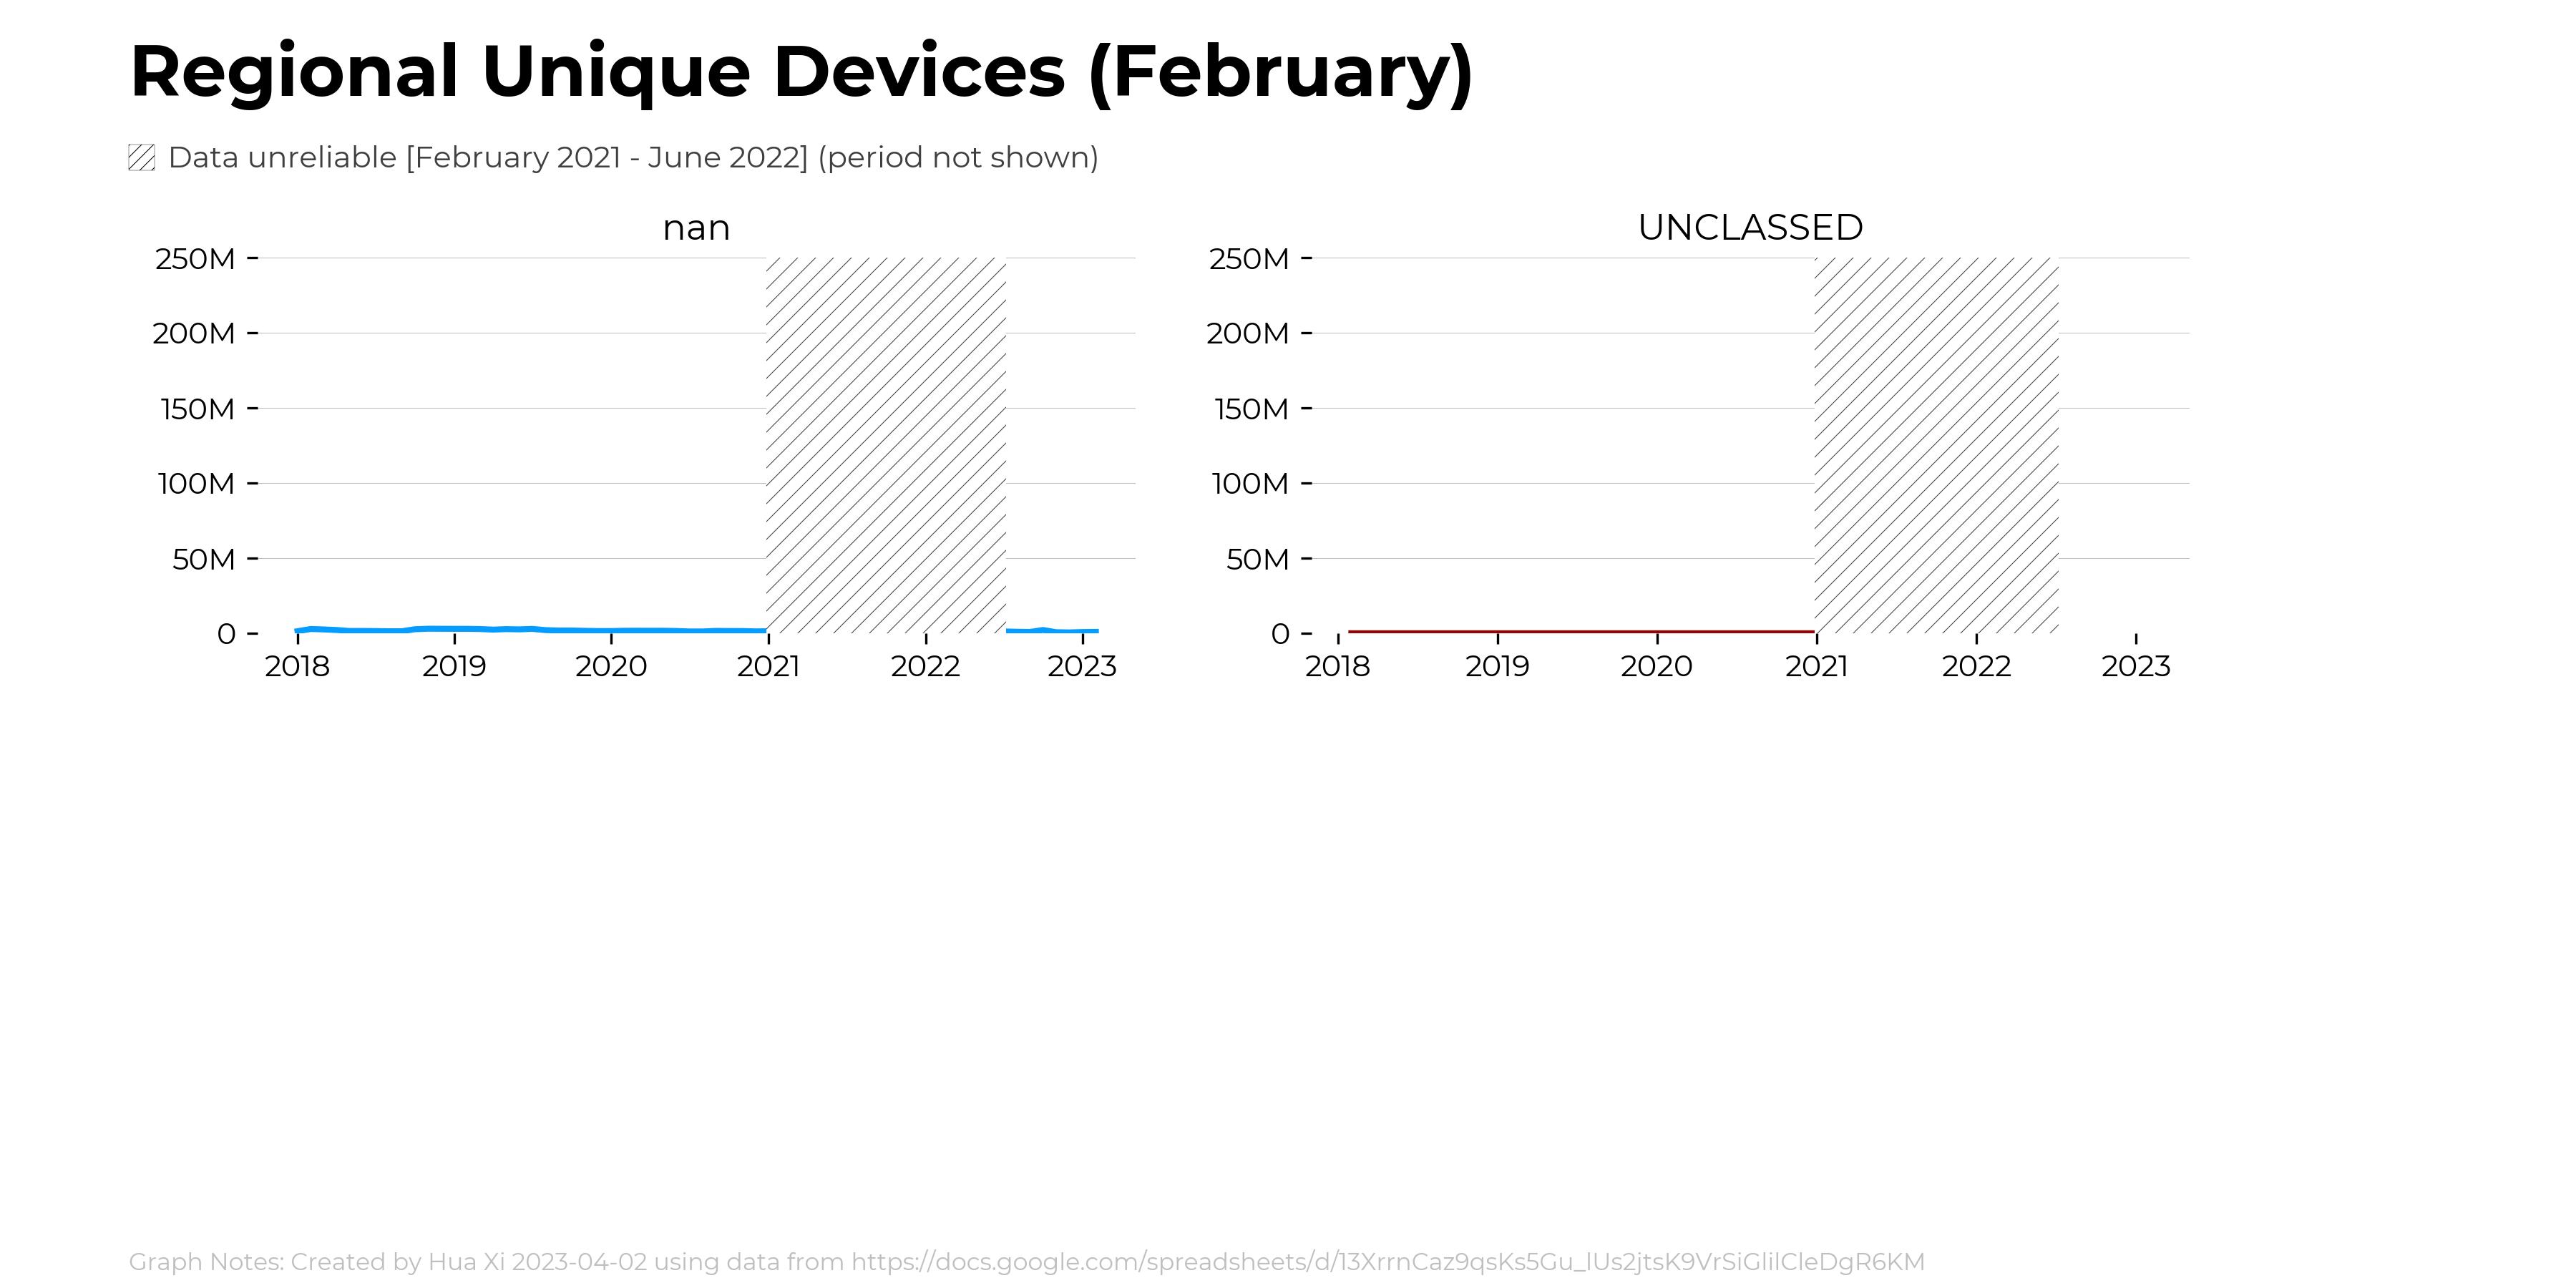 Regional Unique Devices (February)
Data unreliable [February 2021 - June 2022] (period not shown)
nan
250M
200M
150M
100M
50M
0
2018 2019 2020 2021 2022 2023
UNCLASSED
250M
200M
150M
100M
50M
0
2018 2019 2020 2021 2022 2023
Graph Notes: Created by Hua Xi 2023-04-02 using data from https://docs.google.com/spreadsheets/d/13XrrnCaz9qsKs5Gu_lUs2jtsK9VrSiGlilCleDgR6KM